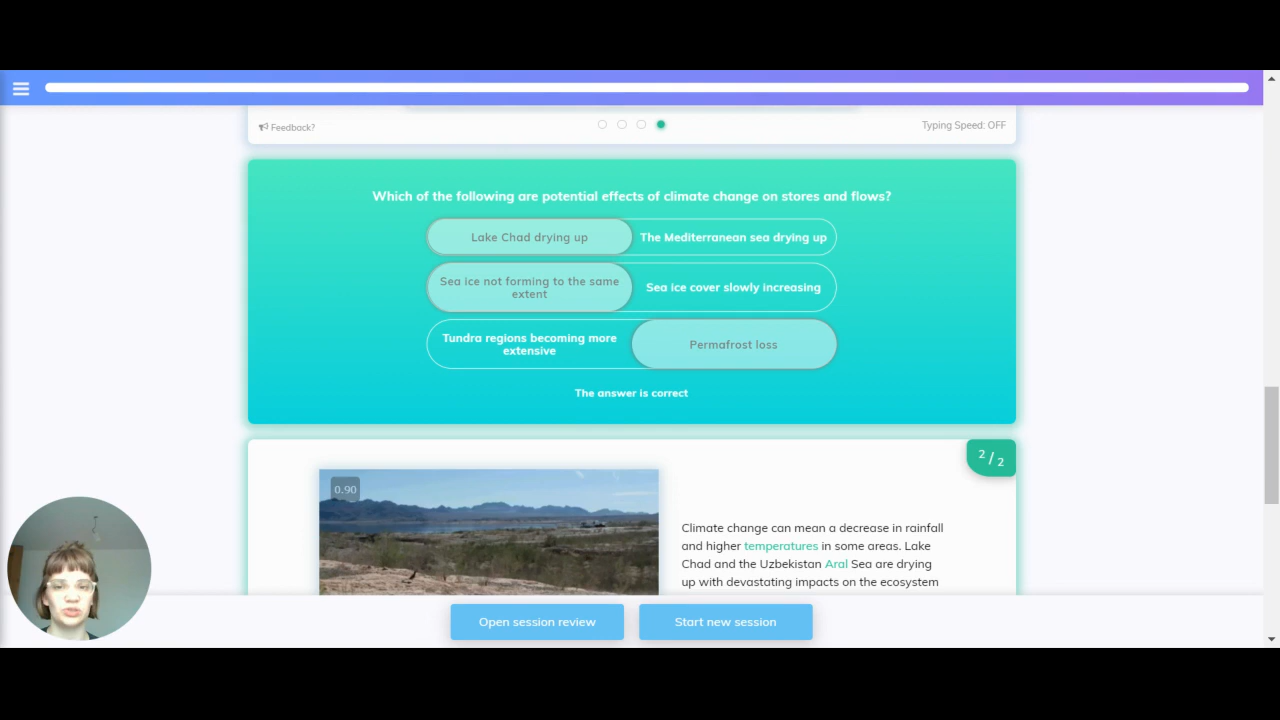 Feedback?
Typing Speed: OFF
Which of the following are potential effects of climate change on stores and flows?
Lake Chad drying up
The Mediterranean sea drying up
Sea ice not forming to the same
extent
Sea ice cover slowly increasing
Tundra regions becoming more
extensive
Permafrost loss
The answer is correct
2 / 2
0.90
Climate change can mean a decrease in rainfall
and higher temperatures in some areas. Lake
Chad and the Uzbekistan Aral Sea are drying
up with devastating impacts on the ecosystem
Open session review
Start new session